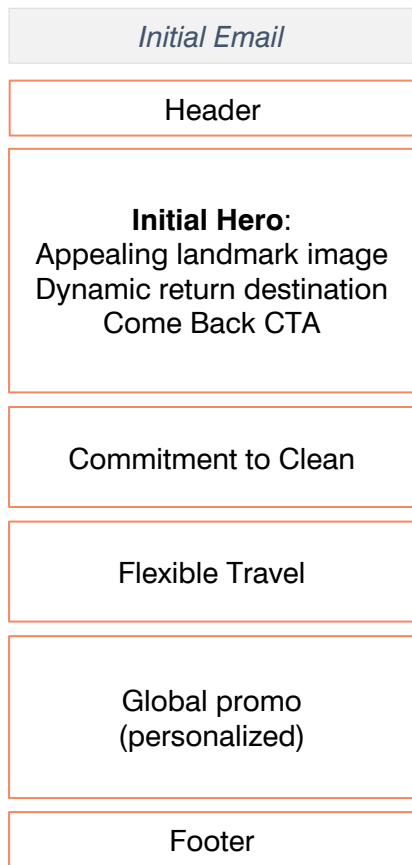 Initial Email
Header
Initial Hero:
Appealing landmark image
Dynamic return destination
Come Back CTA
Commitment to Clean
Flexible Travel
Global promo
(personalized)
Footer